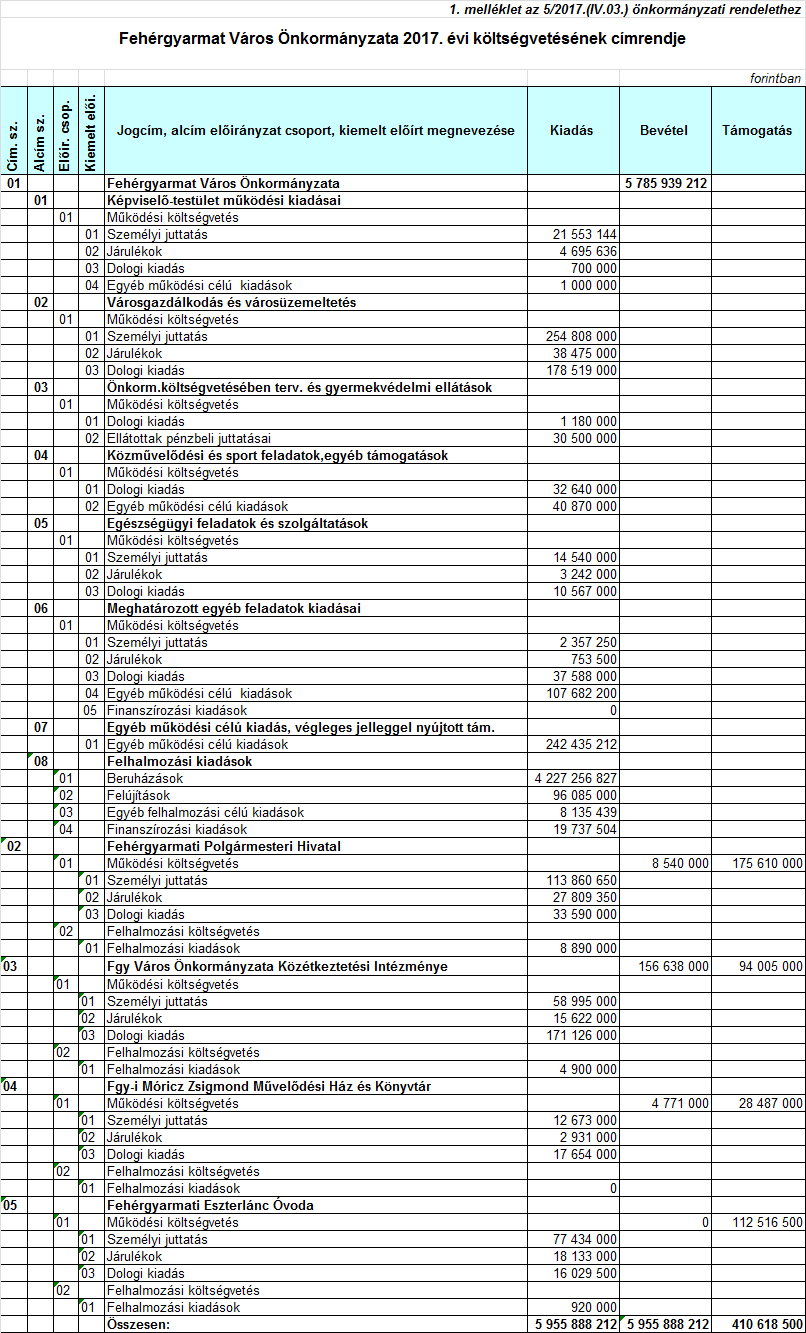 1. melléklet az 5/2017.(IV.03.) önkormányzati rendelethez
Fehérgyarmat Város Önkormányzata 2017. évi költségvetésének címrendje
forintban
Cím. sz. Alcím sz. Előir. csop. Kiemelt elői. Jogcím, alcím előirányzat csoport, kiemelt előírt megnevezése Kiadás Bevétel Támogatás
01 Fehérgyarmat Város Önkormányzata 5 785 939 212
01 Képviselő-testület működési kiadásai
01 Működési költségvetés
01 Személyi juttatás 21 553 144
02 Járulékok 4 695 636
03 Dologi kiadás 700 000
04 Egyéb működési célú  kiadások 1 000 000
02 Városgazdálkodás és városüzemeltetés
01 Működési költségvetés
01 Személyi juttatás 254 808 000
02 Járulékok 38 475 000
03 Dologi kiadás 178 519 000
03 Önkorm.költségvetésében terv. és gyermekvédelmi ellátások
01 Működési költségvetés
01 Dologi kiadás 1 180 000
02 Ellátottak pénzbeli juttatásai 30 500 000
04 Közművelődési és sport feladatok,egyéb támogatások
01 Működési költségvetés
01 Dologi kiadás 32 640 000
02 Egyéb működési célú kiadások 40 870 000
05 Egészségügyi feladatok és szolgáltatások
01 Működési költségvetés
01 Személyi juttatás 14 540 000
02 Járulékok 3 242 000
03 Dologi kiadás 10 567 000
06 Meghatározott egyéb feladatok kiadásai
01 Működési költségvetés
01 Személyi juttatás 2 357 250
02 Járulékok 753 500
03 Dologi kiadás 37 588 000
04 Egyéb működési célú  kiadások 107 682 200
05 Finanszírozási kiadások 0
07 Egyéb működési célú kiadás, végleges jelleggel nyújtott tám.
01 Egyéb működési célú kiadások 242 435 212
08 Felhalmozási kiadások
01 Beruházások 4 227 256 827
02 Felújítások 96 085 000
03 Egyéb felhalmozási célú kiadások 8 135 439
04 Finanszírozási kiadások 19 737 504
02 Fehérgyarmati Polgármesteri Hivatal
01 Működési költségvetés 8 540 000 175 610 000
01 Személyi juttatás 113 860 650
02 Járulékok 27 809 350
03 Dologi kiadás 33 590 000
02 Felhalmozási költségvetés
01 Felhalmozási kiadások 8 890 000
03 Fgy Város Önkormányzata Közétkeztetési Intézménye 156 638 000 94 005 000
01 Működési költségvetés
01 Személyi juttatás 58 995 000
02 Járulékok 15 622 000
03 Dologi kiadás 171 126 000
02 Felhalmozási költségvetés
01 Felhalmozási kiadások 4 900 000
04 Fgy-i Móricz Zsigmond Művelődési Ház és Könyvtár
01 Működési költségvetés 4 771 000 28 487 000
01 Személyi juttatás 12 673 000
02 Járulékok 2 931 000
03 Dologi kiadás 17 654 000
02 Felhalmozási költségvetés
01 Felhalmozási kiadások 0
05 Fehérgyarmati Eszterlánc Óvoda
01 Működési költségvetés 0 112 516 500
01 Személyi juttatás 77 434 000
02 Járulékok 18 133 000
03 Dologi kiadás 16 029 500
02 Felhalmozási költségvetés
01 Felhalmozási kiadások 920 000
Összesen: 5 955 888 212 5 955 888 212 410 618 500